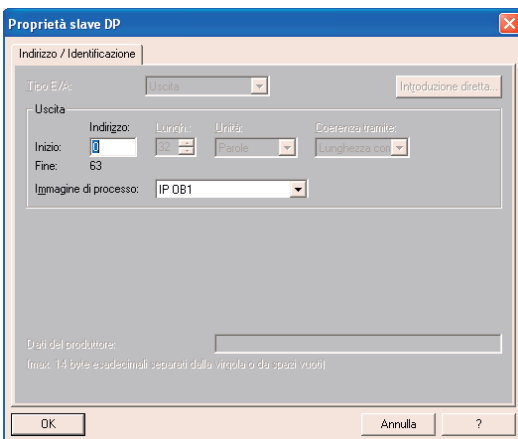 Proprietà slave DP
Indirizzo / Identificazione
Tipo E/A: Uscita Introduzione diretta...
Uscita
Indirizzo: Lungh.: Unità: Coerenza tramite:
Inizio: 0 32 Parole Lunghezza con
Fine: 63
Immagine di processo: IP OB1
Dati del produttore:
(max. 14 byte esadecimali separati dalla virgola o da spazi vuoti)
OK Annulla ?